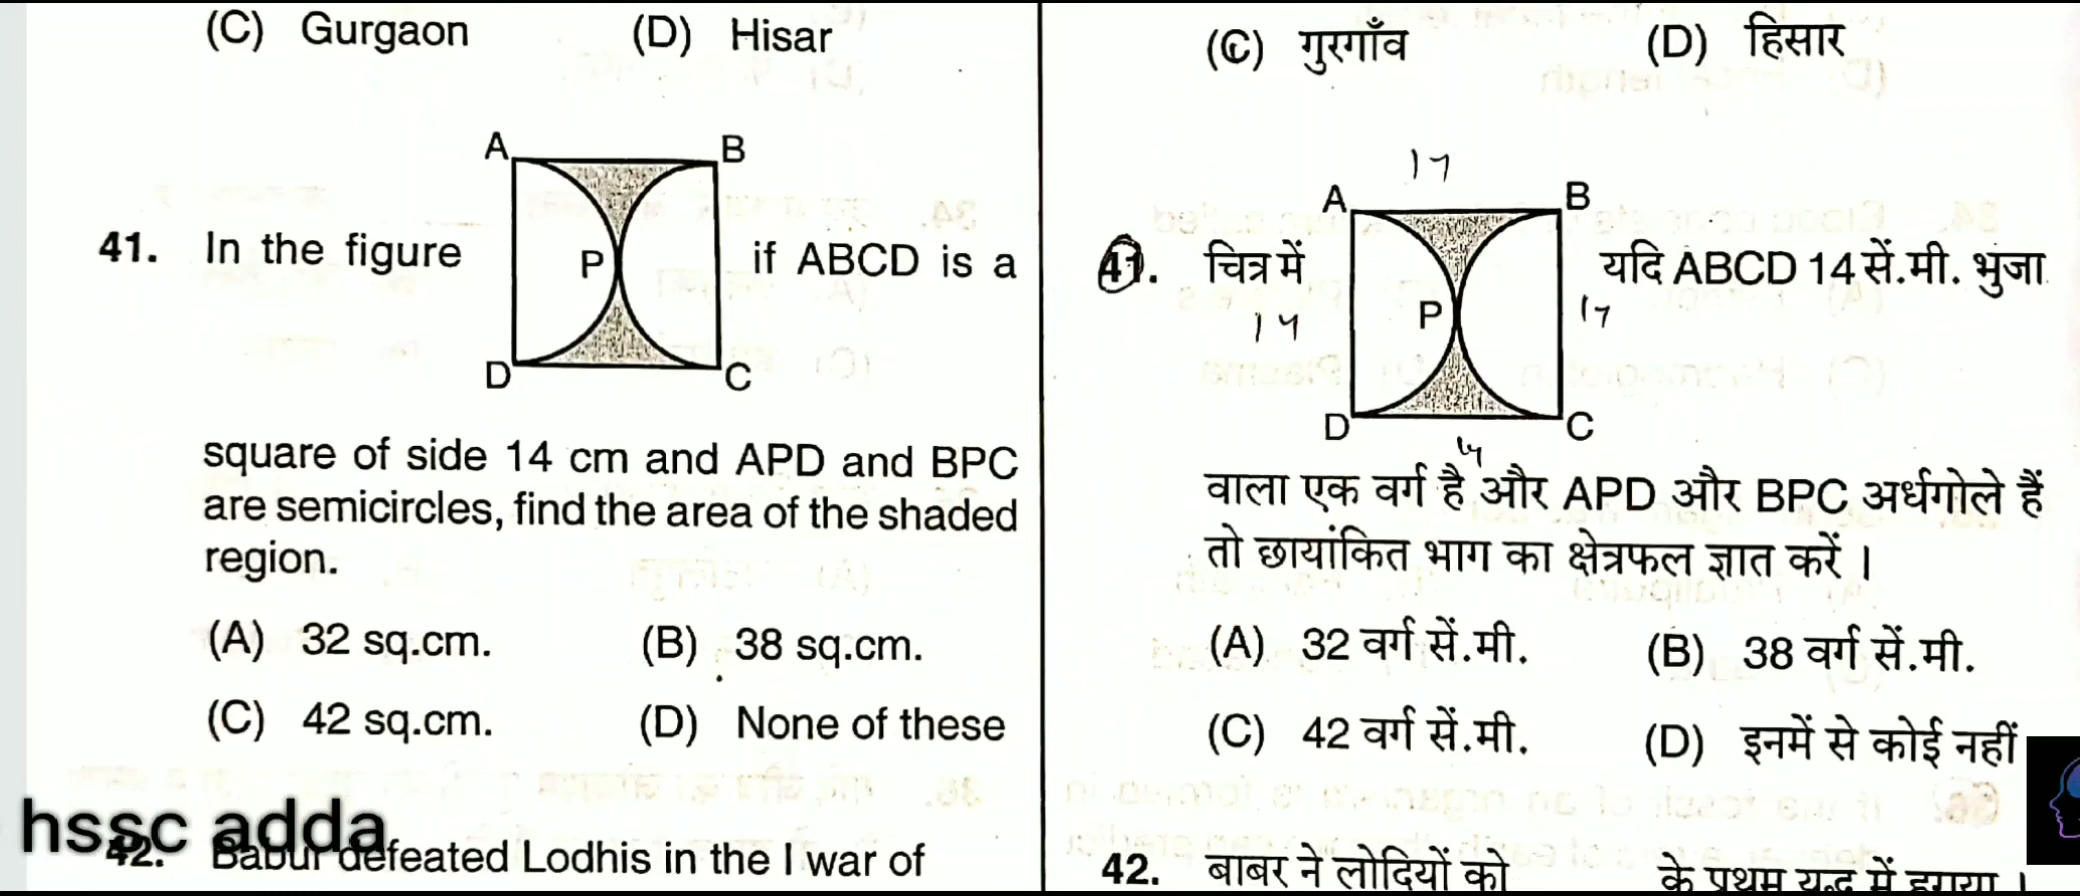 (C) Gurgaon (D) Hisar
A B
41. In the figure P if ABCD is a
D C
square of side 14 cm and APD and BPC
are semicircles, find the area of the shaded
region.
(A) 32 sq.cm. (B) 38 sq.cm.
(C) 42 sq.cm. (D) None of these
hssc adda
42. Babur defeated Lodhis in the I war of
(C) गुरगाँव (D) हिसार
17
A B
41. चित्र में P यदि ABCD 14 सें.मी. भुजा
14 17
D C
14
वाला एक वर्ग है और APD और BPC अर्धगोले हैं
तो छायांकित भाग का क्षेत्रफल ज्ञात करें ।
(A) 32 वर्ग सें.मी. (B) 38 वर्ग सें.मी.
(C) 42 वर्ग सें.मी. (D) इनमें से कोई नहीं
42. बाबर ने लोदियों को के प्रथम युद्ध में हराया ।